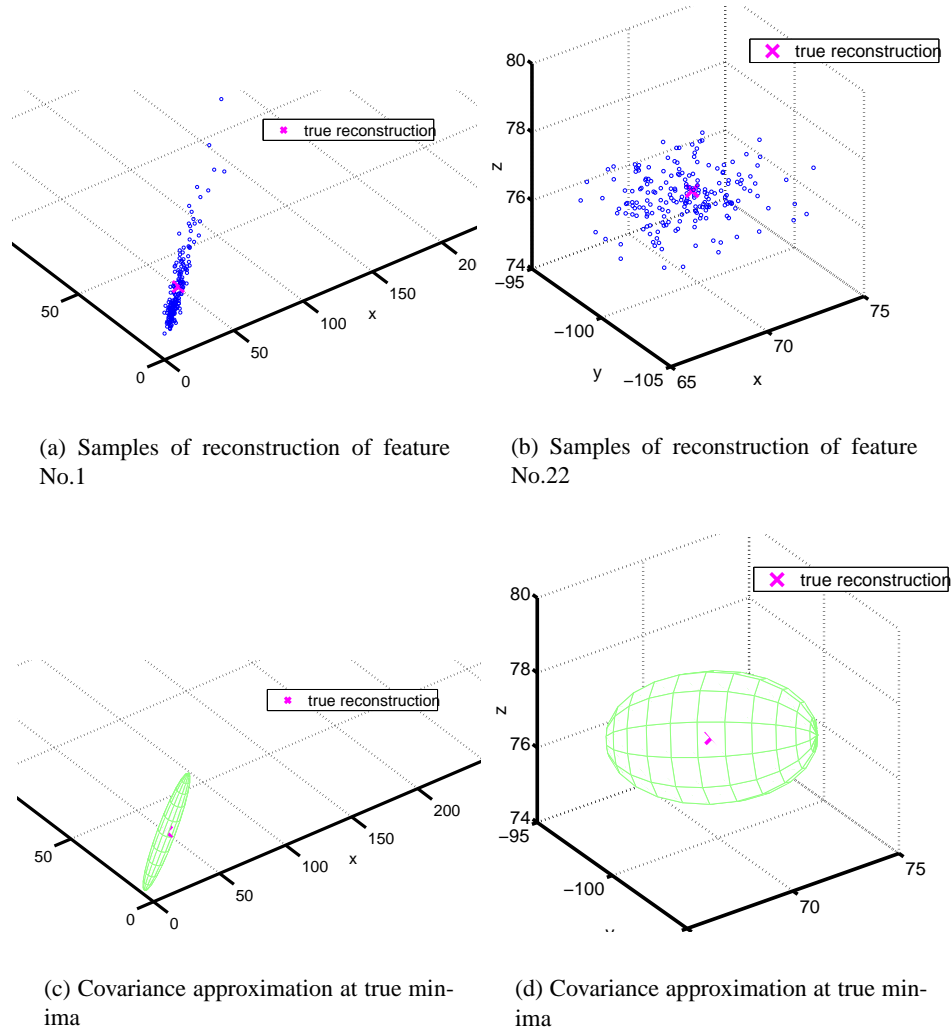 true reconstruction
50
0
0
50
100
150
20
x
(a) Samples of reconstruction of feature
No.1
true reconstruction
80
78
z
76
74
−95
−100
y
−105
65
70
75
x
(b) Samples of reconstruction of feature
No.22
true reconstruction
50
0
0
50
100
150
200
x
(c) Covariance approximation at true min-
ima
true reconstruction
80
78
z
76
74
−95
−100
70
75
(d) Covariance approximation at true min-
ima